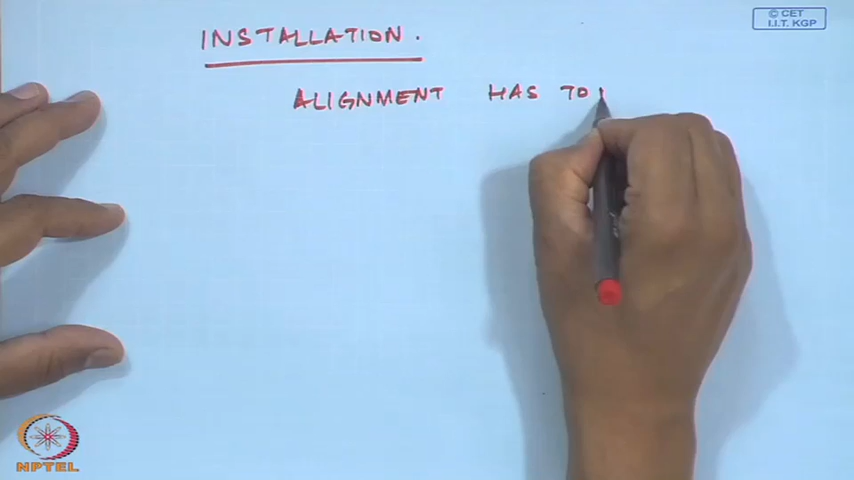 © CET
I.I.T. KGP
INSTALLATION.
ALIGNMENT HAS TO
NPTEL